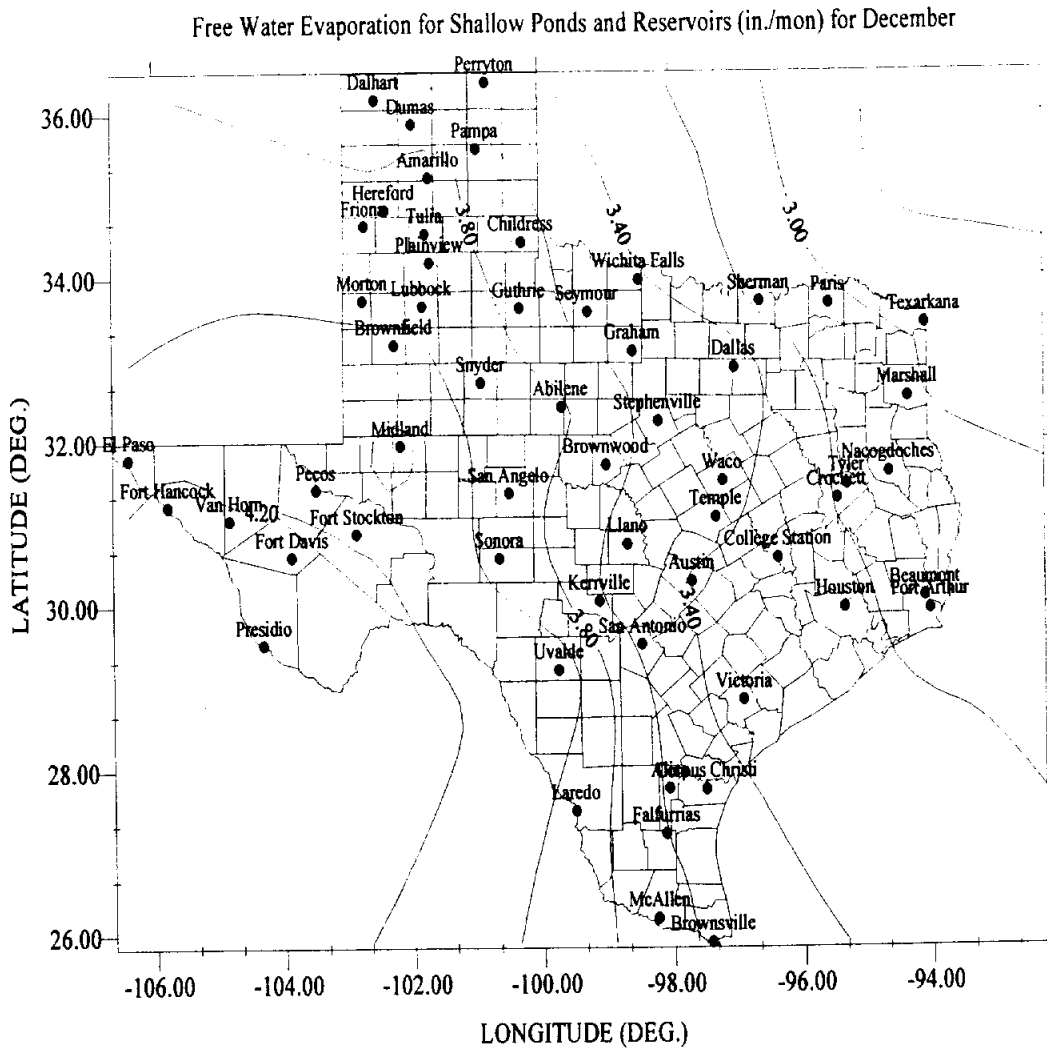 Free Water Evaporation for Shallow Ponds and Reservoirs (in./mon) for December
Perryton
Dalhart
Dumas
36.00
Pampa
Amarillo
Hereford
Friona
Tulia
3.80
Childress
3.40
3.00
Plainview
Wichita Falls
34.00
Morton
Lubbock
Guthrie
Seymour
Sherman
Paris
Texarkana
Brownfield
Graham
Dallas
Snyder
Abilene
Marshall
Stephenville
LATITUDE (DEG.)
32.00
El Paso
Midland
Brownwood
Nacogdoches
Waco
Tyler
Pecos
San Angelo
Crockett
Fort Hancock
Van Horn
4.20
Temple
Fort Stockton
Llano
College Station
Fort Davis
Sonora
Austin
Kerrville
Houston
Beaumont
Port Arthur
30.00
3.80
3.40
Presidio
San Antonio
Uvalde
Victoria
28.00
Alice
Corpus Christi
Laredo
Falfurrias
McAllen
Brownsville
26.00
-106.00
-104.00
-102.00
-100.00
-98.00
-96.00
-94.00
LONGITUDE (DEG.)